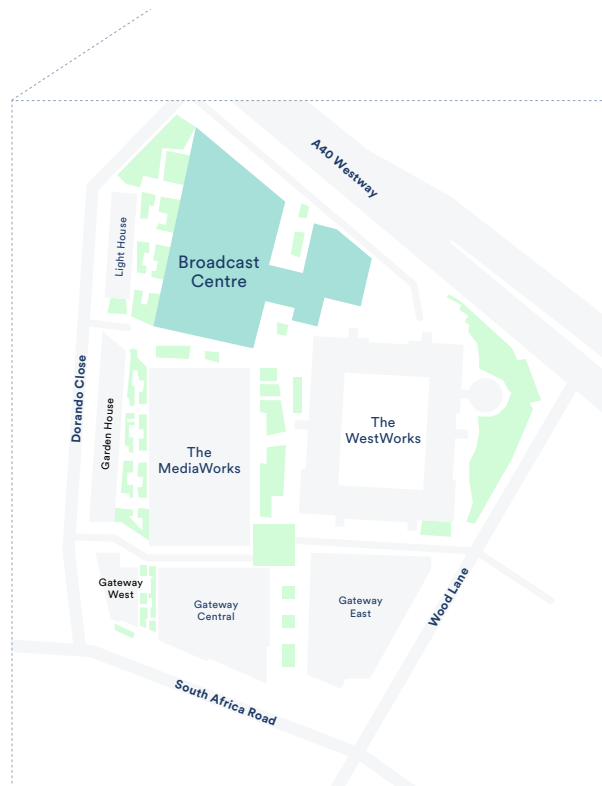 A40 Westway
Light House
Broadcast
Centre
Dorando Close
Garden House
The
WestWorks
The
MediaWorks
Gateway
West
Gateway
Central
Gateway
East
Wood Lane
South Africa Road